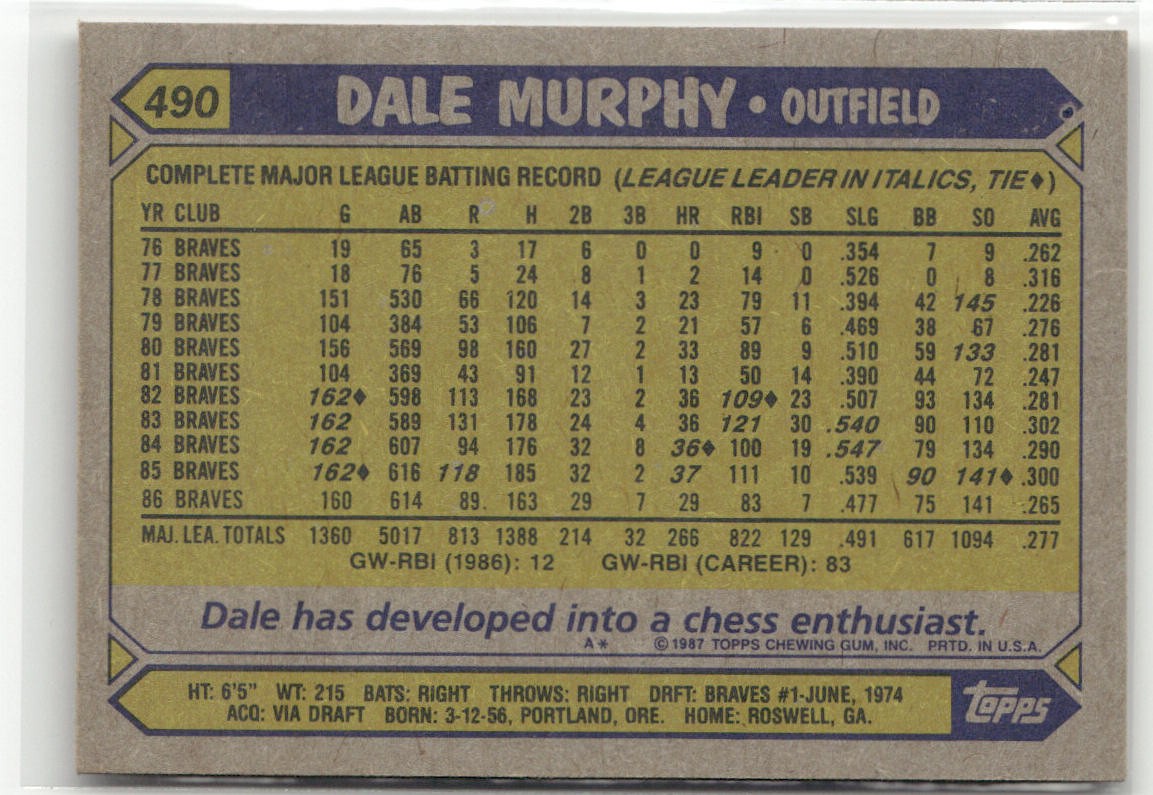 490 DALE MURPHY • OUTFIELD
COMPLETE MAJOR LEAGUE BATTING RECORD (LEAGUE LEADER IN ITALICS, TIE♦)
YR CLUB G AB R H 2B 3B HR RBI SB SLG BB SO AVG
76 BRAVES 19 65 3 17 6 0 0 9 0 .354 7 9 .262
77 BRAVES 18 76 5 24 8 1 2 14 0 .526 0 8 .316
78 BRAVES 151 530 66 120 14 3 23 79 11 .394 42 145 .226
79 BRAVES 104 384 53 106 7 2 21 57 6 .469 38 67 .276
80 BRAVES 156 569 98 160 27 2 33 89 9 .510 59 133 .281
81 BRAVES 104 369 43 91 12 1 13 50 14 .390 44 72 .247
82 BRAVES 162♦ 598 113 168 23 2 36 109♦ 23 .507 93 134 .281
83 BRAVES 162 589 131 178 24 4 36 121 30 .540 90 110 .302
84 BRAVES 162 607 94 176 32 8 36♦ 100 19 .547 79 134 .290
85 BRAVES 162♦ 616 118 185 32 2 37 111 10 .539 90 141♦ .300
86 BRAVES 160 614 89 163 29 7 29 83 7 .477 75 141 .265
MAJ. LEA. TOTALS 1360 5017 813 1388 214 32 266 822 129 .491 617 1094 .277
GW-RBI (1986): 12 GW-RBI (CAREER): 83
Dale has developed into a chess enthusiast.
A* © 1987 TOPPS CHEWING GUM, INC. PRTD. IN U.S.A.
HT: 6'5" WT: 215 BATS: RIGHT THROWS: RIGHT DRFT: BRAVES #1-JUNE, 1974
ACQ: VIA DRAFT BORN: 3-12-56, PORTLAND, ORE. HOME: ROSWELL, GA.
topps